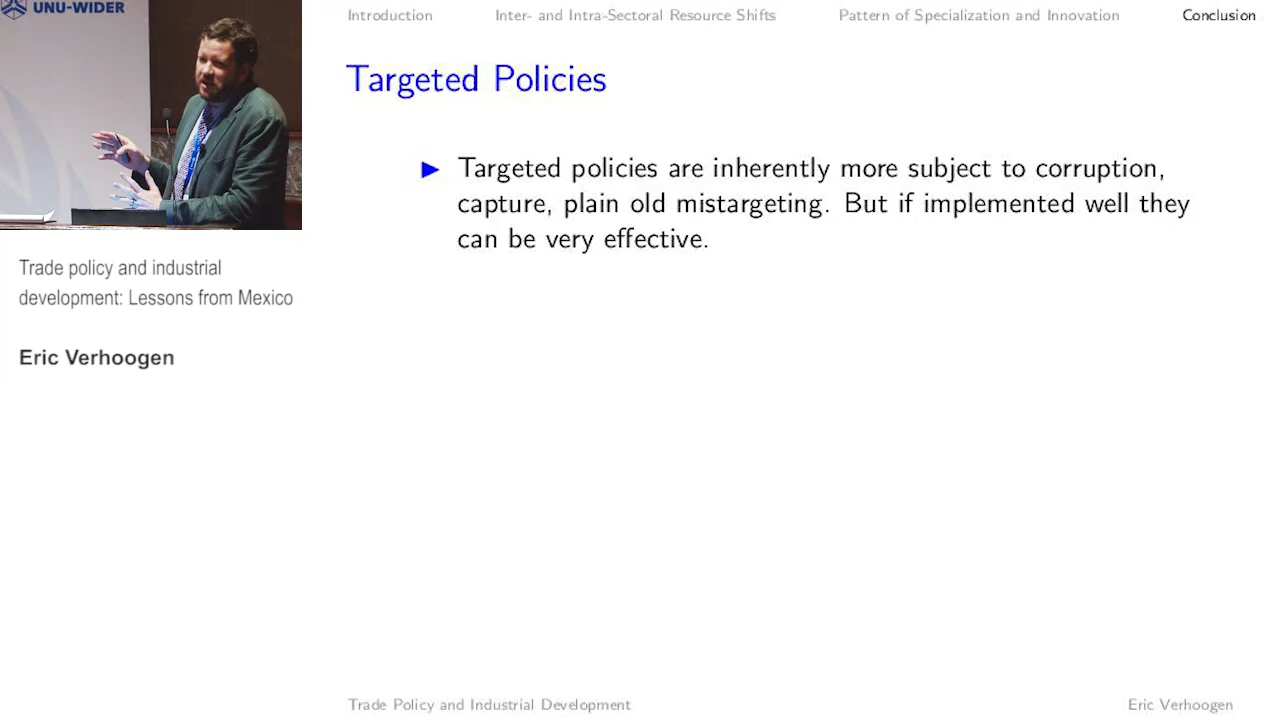 UNU-WIDER
Introduction
Inter- and Intra-Sectoral Resource Shifts
Pattern of Specialization and Innovation
Conclusion
Targeted Policies
Targeted policies are inherently more subject to corruption,
capture, plain old mistargeting. But if implemented well they
can be very effective.
Trade policy and industrial
development: Lessons from Mexico
Eric Verhoogen
Trade Policy and Industrial Development
Eric Verhoogen